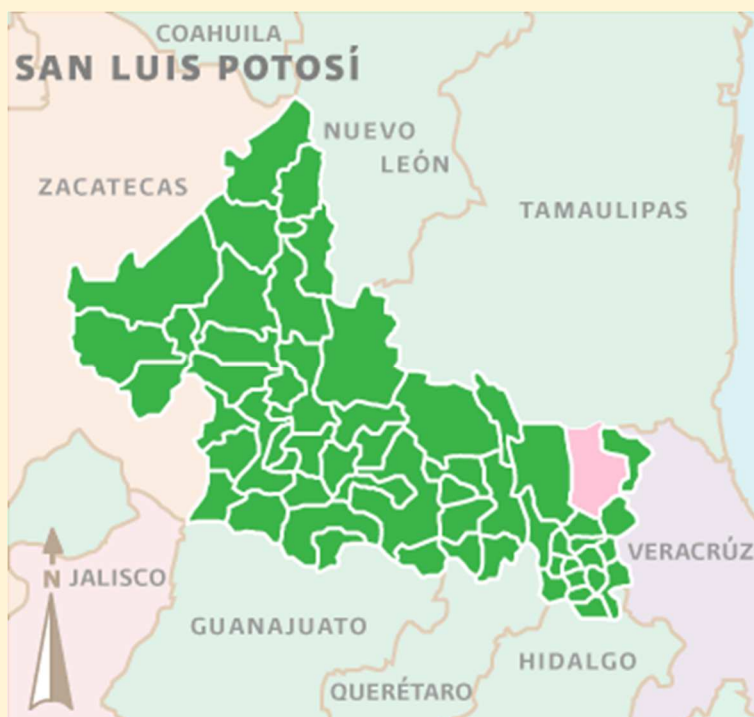 COAHUILA
SAN LUIS POTOSÍ
NUEVO
LEÓN
ZACATECAS
TAMAULIPAS
VERACRÚZ
N
JALISCO
GUANAJUATO
HIDALGO
QUERÉTARO